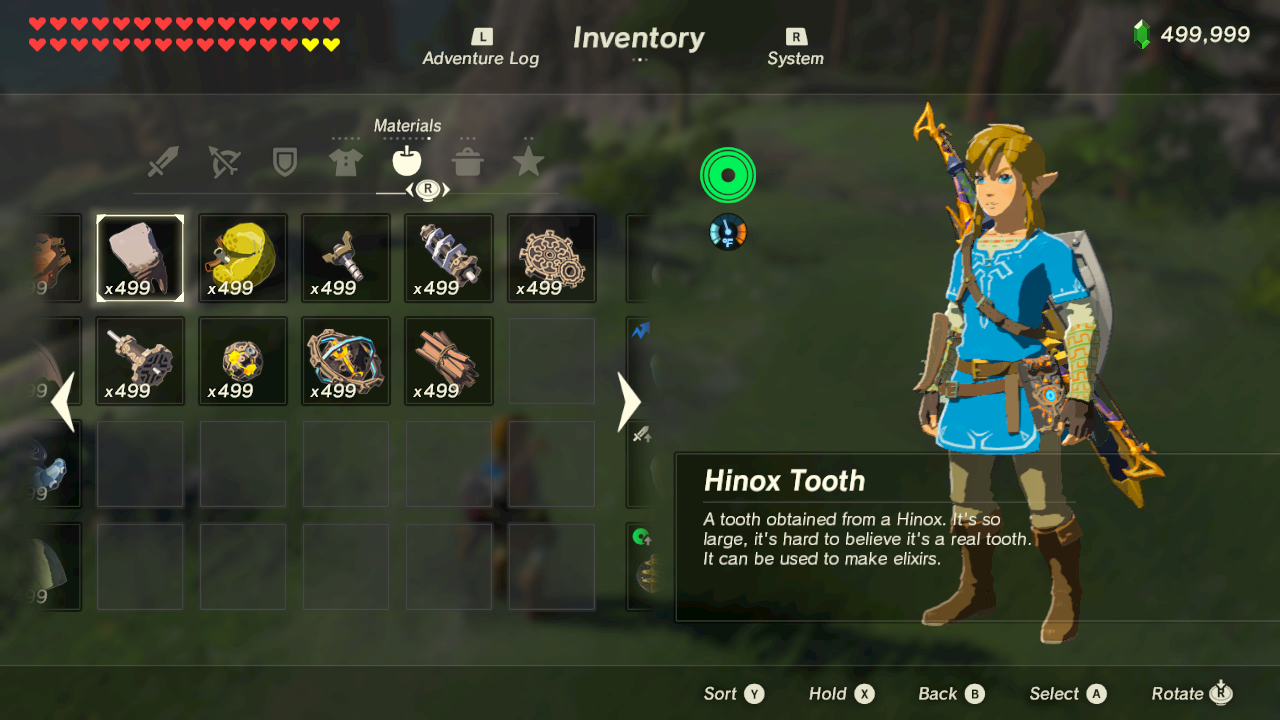 L
Adventure Log
Inventory
R
System
499,999
Materials
R
°F
x499
x499
x499
x499
x499
x499
x499
x499
x499
Hinox Tooth
A tooth obtained from a Hinox. It's so
large, it's hard to believe it's a real tooth.
It can be used to make elixirs.
Sort Y
Hold X
Back B
Select A
Rotate R